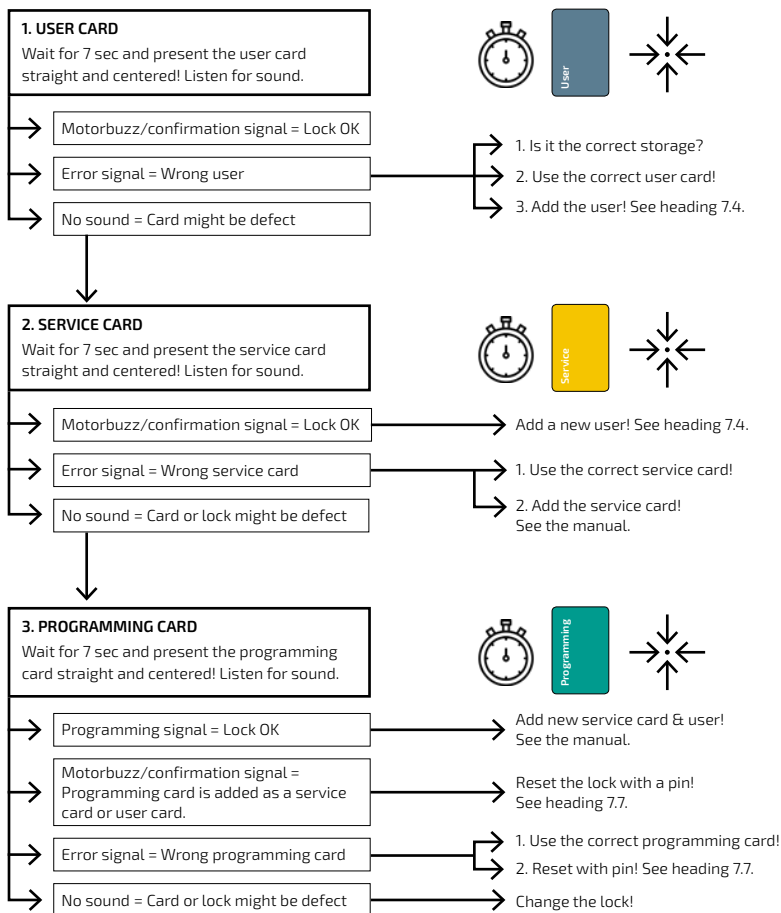 1. USER CARD
Wait for 7 sec and present the user card
straight and centered! Listen for sound.
User
Motorbuzz/confirmation signal = Lock OK
Error signal = Wrong user
No sound = Card might be defect
1. Is it the correct storage?
2. Use the correct user card!
3. Add the user! See heading 7.4.
2. SERVICE CARD
Wait for 7 sec and present the service card
straight and centered! Listen for sound.
Service
Motorbuzz/confirmation signal = Lock OK
Add a new user! See heading 7.4.
Error signal = Wrong service card
1. Use the correct service card!
No sound = Card or lock might be defect
2. Add the service card!
See the manual.
3. PROGRAMMING CARD
Wait for 7 sec and present the programming
card straight and centered! Listen for sound.
Programming
Programming signal = Lock OK
Add new service card & user!
See the manual.
Motorbuzz/confirmation signal =
Programming card is added as a service
card or user card.
Reset the lock with a pin!
See heading 7.7.
Error signal = Wrong programming card
1. Use the correct programming card!
2. Reset with pin! See heading 7.7.
No sound = Card or lock might be defect
Change the lock!